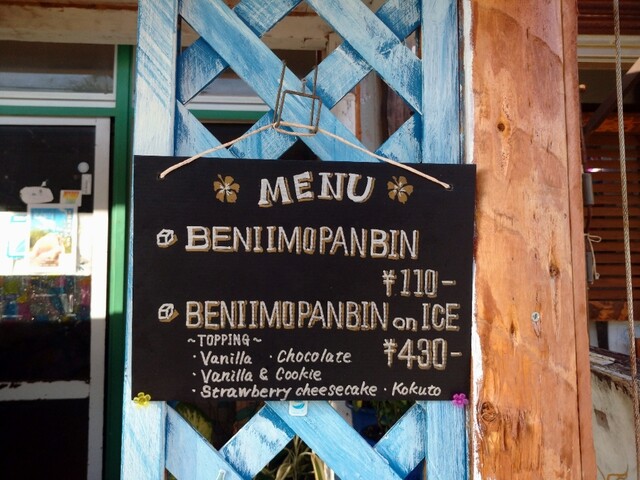 MENU
BENIIMOPANBIN
¥110-
BENIIMOPANBIN on ICE
~TOPPING~
¥430-
· Vanilla · Chocolate
· Vanilla & Cookie
· Strawberry cheesecake · Kokuto